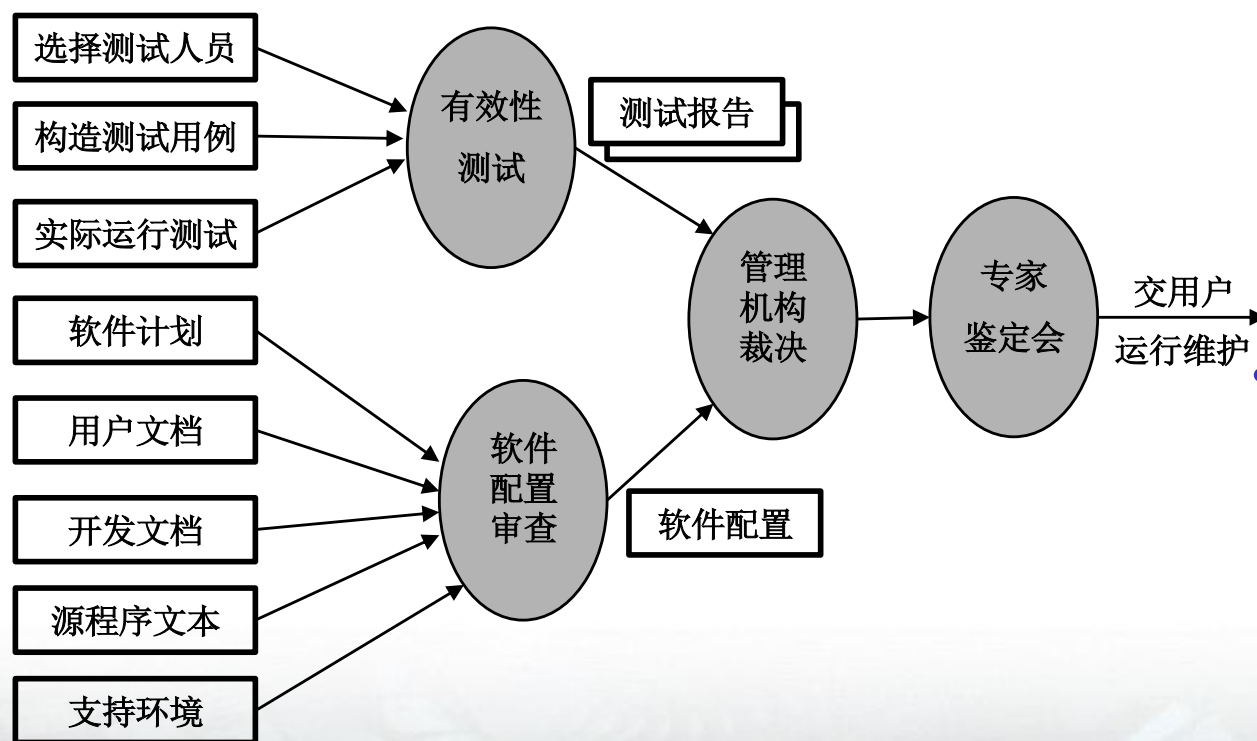 选择测试人员
构造测试用例
实际运行测试
软件计划
用户文档
开发文档
源程序文本
支持环境
有效性
测试
测试报告
软件
配置
审查
软件配置
管理
机构
裁决
专家
鉴定会
交用户
运行维护